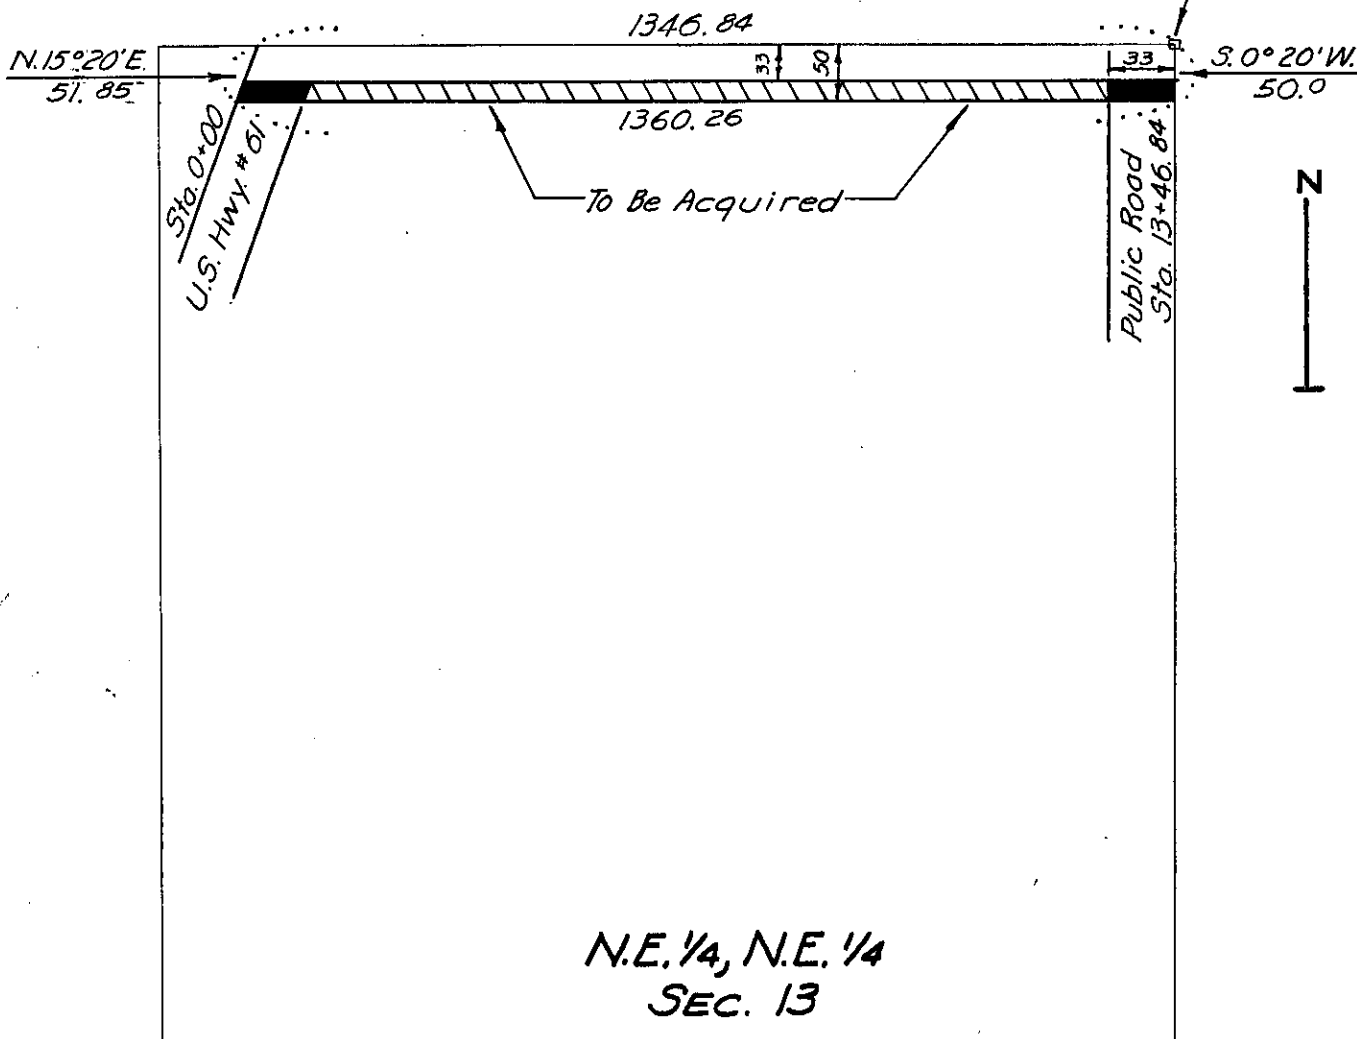 1346.84
N.15°20'E.
51.85
33
50
33
S.0°20'W.
50.0
1360.26
Sta. 0+00
U.S. Hwy. #61
To Be Acquired
Public Road
Sta. 13+46.84
N
N.E. 1/4, N.E. 1/4
SEC. 13